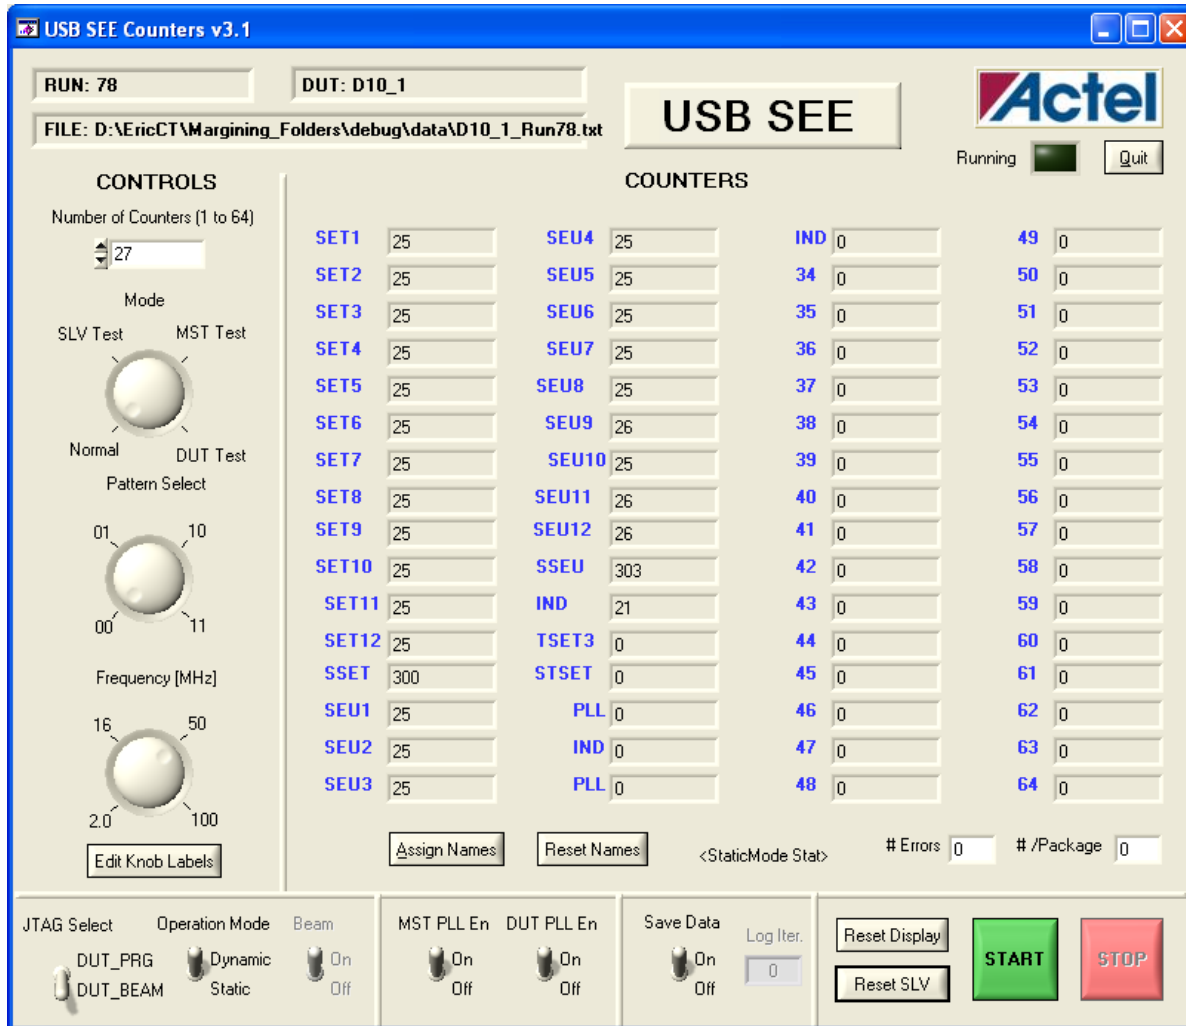 USB SEE Counters v3.1
RUN: 78
DUT: D10_1
FILE: D:\EricCT\Margining_Folders\debug\data\D10_1_Run78.txt
USB SEE
Actel
Running
Quit
CONTROLS
Number of Counters (1 to 64)
27
Mode
SLV Test MST Test
Normal DUT Test
Pattern Select
01 10
00 11
Frequency [MHz]
16 50
2.0 100
Edit Knob Labels
COUNTERS
SET1 25 SEU4 25 IND 0 49 0
SET2 25 SEU5 25 34 0 50 0
SET3 25 SEU6 25 35 0 51 0
SET4 25 SEU7 25 36 0 52 0
SET5 25 SEU8 25 37 0 53 0
SET6 25 SEU9 26 38 0 54 0
SET7 25 SEU10 25 39 0 55 0
SET8 25 SEU11 26 40 0 56 0
SET9 25 SEU12 26 41 0 57 0
SET10 25 SSEU 303 42 0 58 0
SET11 25 IND 21 43 0 59 0
SET12 25 TSET3 0 44 0 60 0
SSET 300 STSET 0 45 0 61 0
SEU1 25 PLL 0 46 0 62 0
SEU2 25 IND 0 47 0 63 0
SEU3 25 PLL 0 48 0 64 0
Assign Names Reset Names <StaticMode Stat> # Errors 0 # /Package 0
JTAG Select
DUT_PRG
DUT_BEAM
Operation Mode
Dynamic
Static
Beam
On
Off
MST PLL En
On
Off
DUT PLL En
On
Off
Save Data
On
Off
Log Iter.
0
Reset Display
Reset SLV
START
STOP